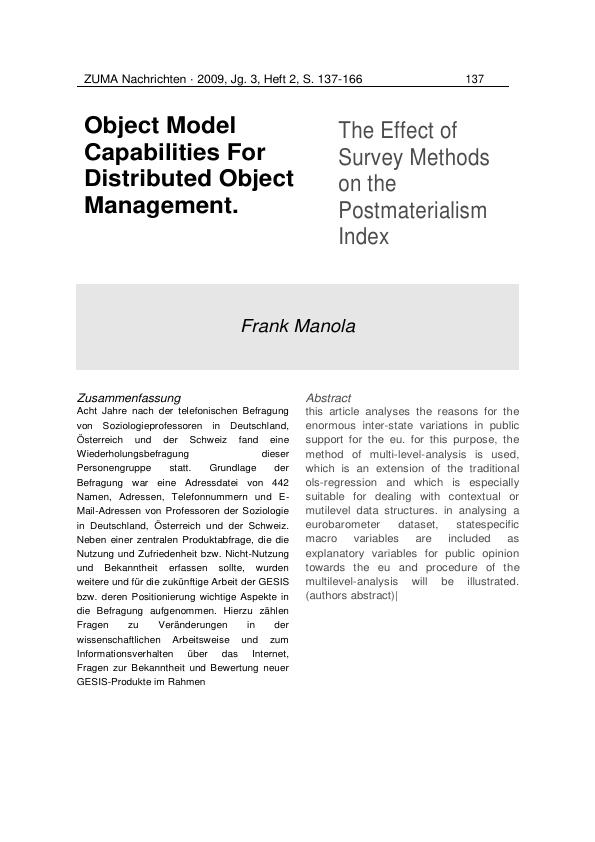 ZUMA Nachrichten · 2009, Jg. 3, Heft 2, S. 137-166 137
Object Model
Capabilities For
Distributed Object
Management.
The Effect of
Survey Methods
on the
Postmaterialism
Index
Frank Manola
Zusammenfassung
Acht Jahre nach der telefonischen Befragung
von Soziologieprofessoren in Deutschland,
Österreich und der Schweiz fand eine
Wiederholungsbefragung dieser
Personengruppe statt. Grundlage der
Befragung war eine Adressdatei von 442
Namen, Adressen, Telefonnummern und E-
Mail-Adressen von Professoren der Soziologie
in Deutschland, Österreich und der Schweiz.
Neben einer zentralen Produktabfrage, die die
Nutzung und Zufriedenheit bzw. Nicht-Nutzung
und Bekanntheit erfassen sollte, wurden
weitere und für die zukünftige Arbeit der GESIS
bzw. deren Positionierung wichtige Aspekte in
die Befragung aufgenommen. Hierzu zählen
Fragen zu Veränderungen in der
wissenschaftlichen Arbeitsweise und zum
Informationsverhalten über das Internet,
Fragen zur Bekanntheit und Bewertung neuer
GESIS-Produkte im Rahmen
Abstract
this article analyses the reasons for the
enormous inter-state variations in public
support for the eu. for this purpose, the
method of multi-level-analysis is used,
which is an extension of the traditional
ols-regression and which is especially
suitable for dealing with contextual or
mutilevel data structures. in analysing a
eurobarometer dataset, statespecific
macro variables are included as
explanatory variables for public opinion
towards the eu and procedure of the
multilevel-analysis will be illustrated.
(authors abstract)|